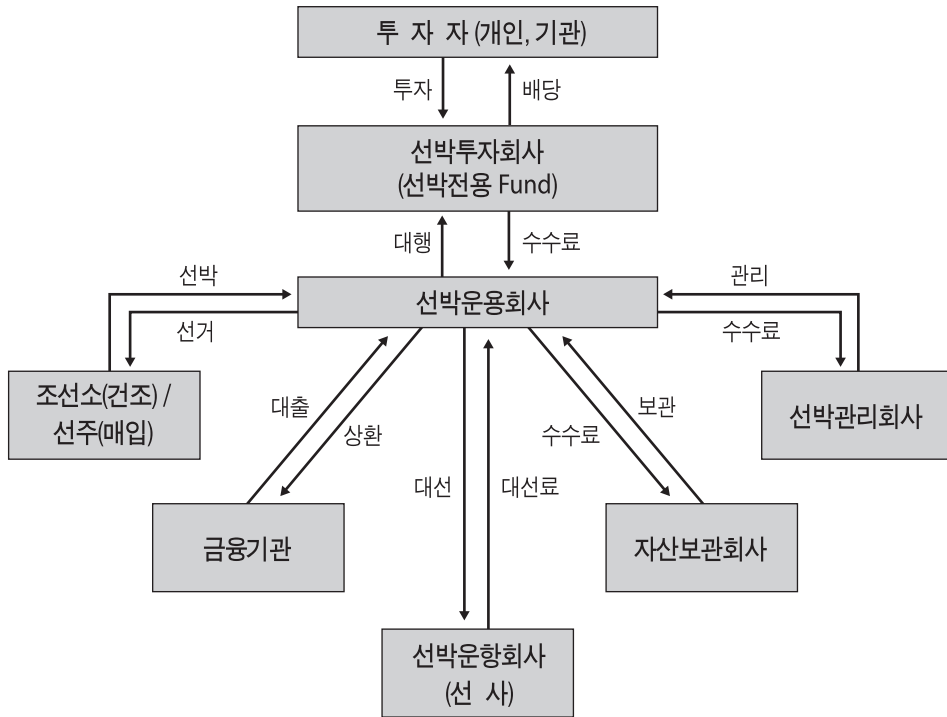 투 자 자 (개인, 기관)
투자
배당
선박투자회사
(선박전용 Fund)
대행
수수료
선박
관리
선박운용회사
선거
수수료
조선소(건조) /
선주(매입)
선박관리회사
대출
상환
대선
대선료
수수료
보관
금융기관
자산보관회사
선박운항회사
(선 사)